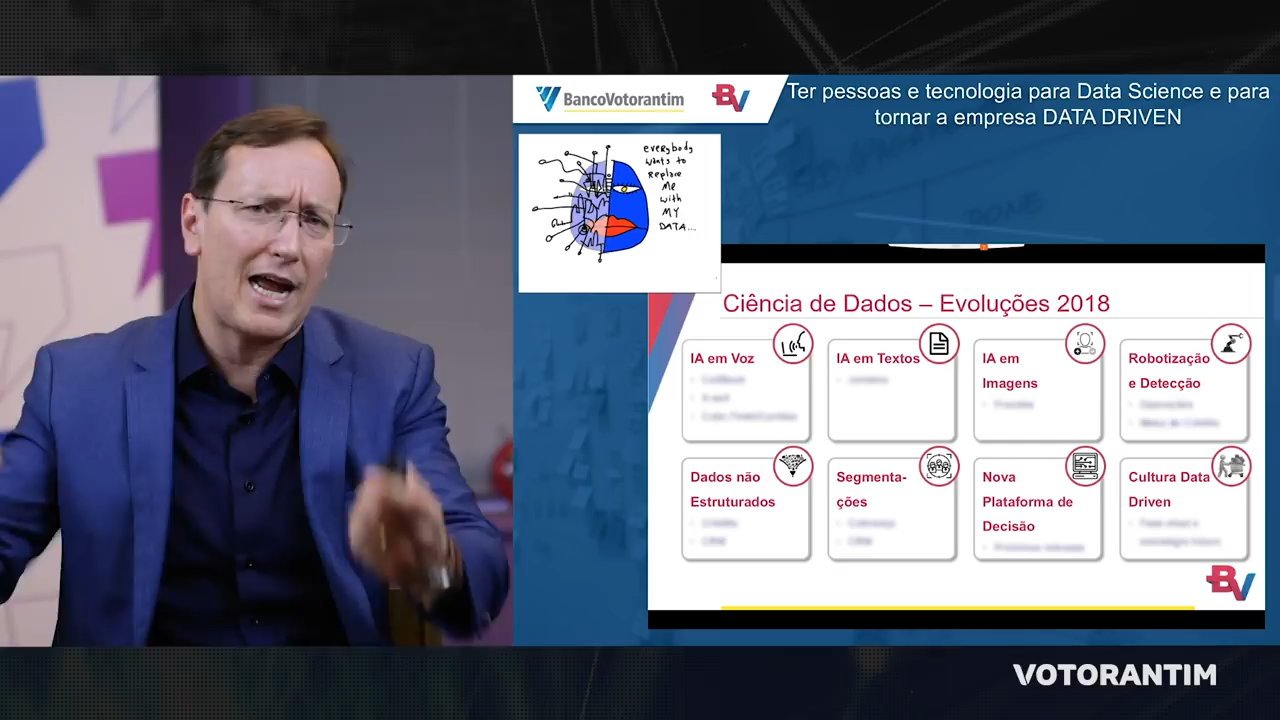 BancoVotorantim
BV
Ter pessoas e tecnologia para Data Science e para
tornar a empresa DATA DRIVEN
everybody
wants to
Replace
Me
with
MY
DATA...
DONE
Ciência de Dados – Evoluções 2018
IA em Voz
IA em Textos
IA em
Imagens
Robotização
e Detecção
Dados não
Estruturados
Segmenta-
ções
Nova
Plataforma de
Decisão
Cultura Data
Driven
BV
VOTORANTIM